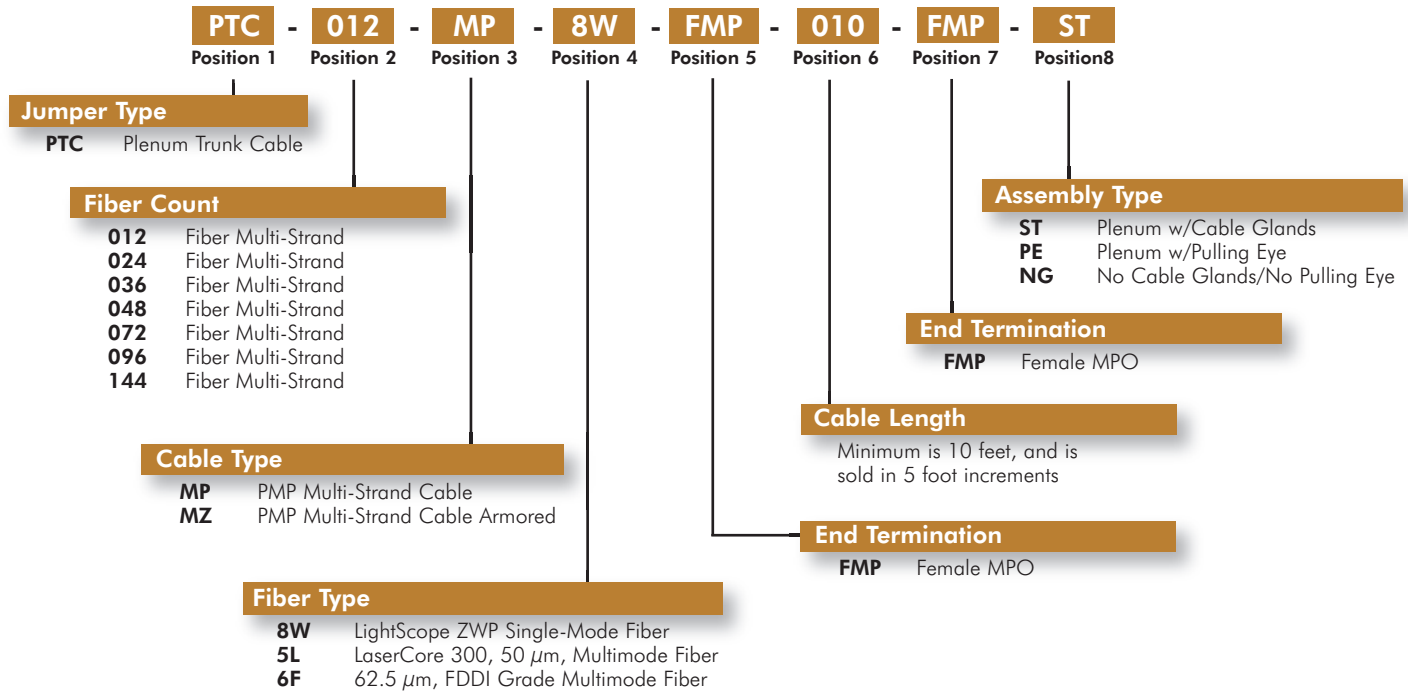 PTC - 012 - MP - 8W - FMP - 010 - FMP - ST
Position 1 Position 2 Position 3 Position 4 Position 5 Position 6 Position 7 Position8
Jumper Type
PTC Plenum Trunk Cable
Fiber Count
012 Fiber Multi-Strand
024 Fiber Multi-Strand
036 Fiber Multi-Strand
048 Fiber Multi-Strand
072 Fiber Multi-Strand
096 Fiber Multi-Strand
144 Fiber Multi-Strand
Cable Type
MP PMP Multi-Strand Cable
MZ PMP Multi-Strand Cable Armored
Fiber Type
8W LightScope ZWP Single-Mode Fiber
5L LaserCore 300, 50 µm, Multimode Fiber
6F 62.5 µm, FDDI Grade Multimode Fiber
End Termination
FMP Female MPO
Cable Length
Minimum is 10 feet, and is
sold in 5 foot increments
End Termination
FMP Female MPO
Assembly Type
ST Plenum w/Cable Glands
PE Plenum w/Pulling Eye
NG No Cable Glands/No Pulling Eye